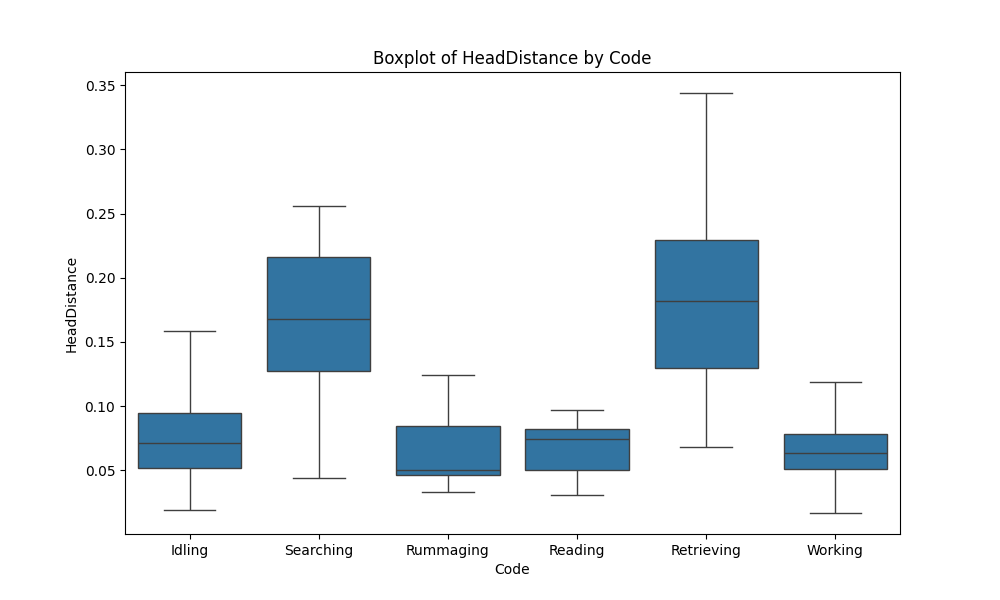 Boxplot of HeadDistance by Code
0.35
0.30
0.25
0.20
0.15
0.10
0.05
HeadDistance
Idling Searching Rummaging Reading Retrieving Working
Code